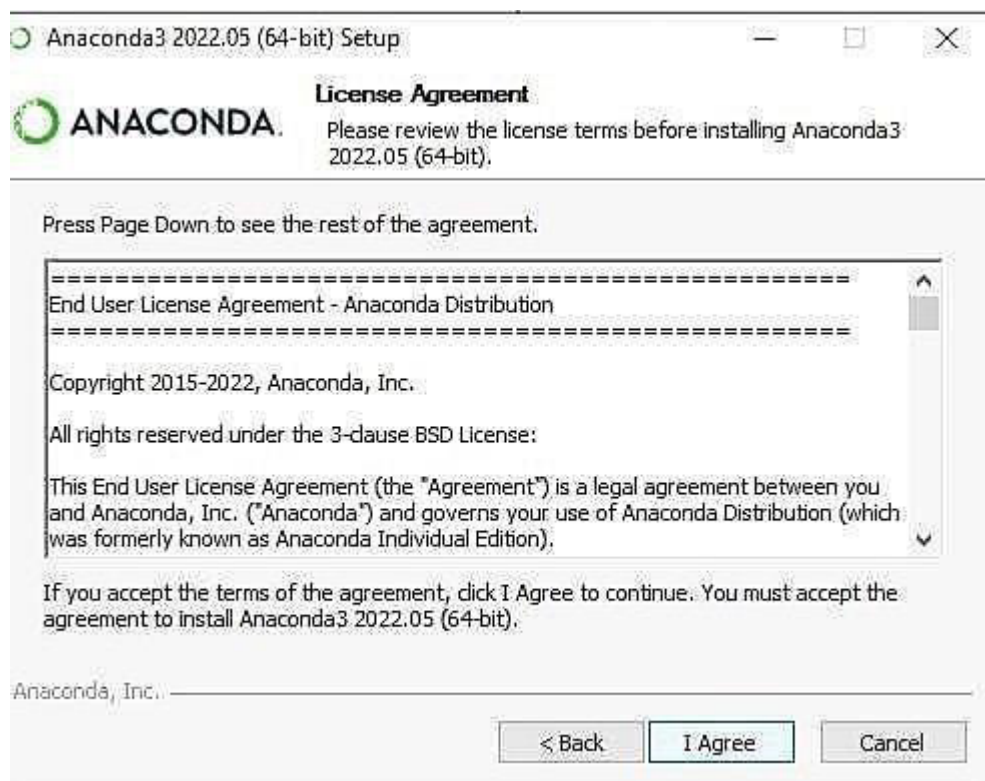 Anaconda3 2022.05 (64-bit) Setup
ANACONDA.
License Agreement
Please review the license terms before installing Anaconda3
2022.05 (64-bit).
Press Page Down to see the rest of the agreement.
==================================================
End User License Agreement - Anaconda Distribution
==================================================
Copyright 2015-2022, Anaconda, Inc.
All rights reserved under the 3-clause BSD License:
This End User License Agreement (the "Agreement") is a legal agreement between you
and Anaconda, Inc. ("Anaconda") and governs your use of Anaconda Distribution (which
was formerly known as Anaconda Individual Edition).
If you accept the terms of the agreement, click I Agree to continue. You must accept the
agreement to install Anaconda3 2022.05 (64-bit).
Anaconda, Inc.
< Back
I Agree
Cancel